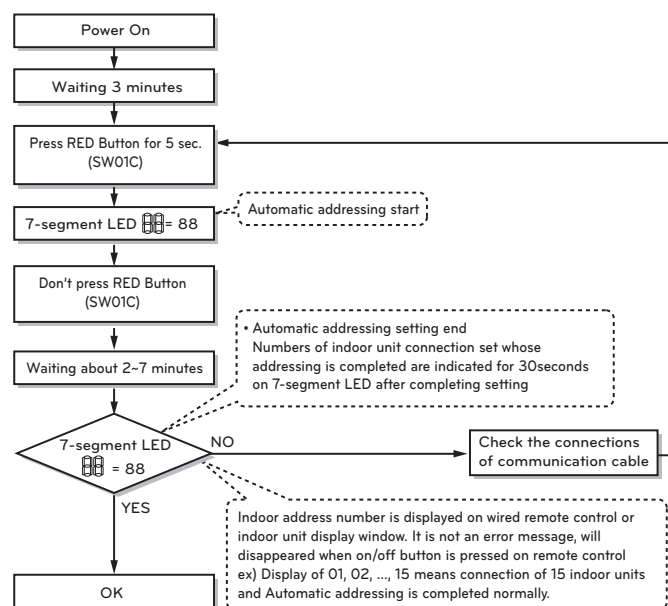 Power On
Waiting 3 minutes
Press RED Button for 5 sec.
(SW01C)
7-segment LED 88 = 88
Automatic addressing start
Don't press RED Button
(SW01C)
• Automatic addressing setting end
Numbers of indoor unit connection set whose
addressing is completed are indicated for 30seconds
on 7-segment LED after completing setting
Waiting about 2~7 minutes
7-segment LED
88 = 88
NO
Check the connections
of communication cable
YES
Indoor address number is displayed on wired remote control or
indoor unit display window. It is not an error message, will
disappeared when on/off button is pressed on remote control
ex) Display of 01, 02, ..., 15 means connection of 15 indoor units
and Automatic addressing is completed normally.
OK